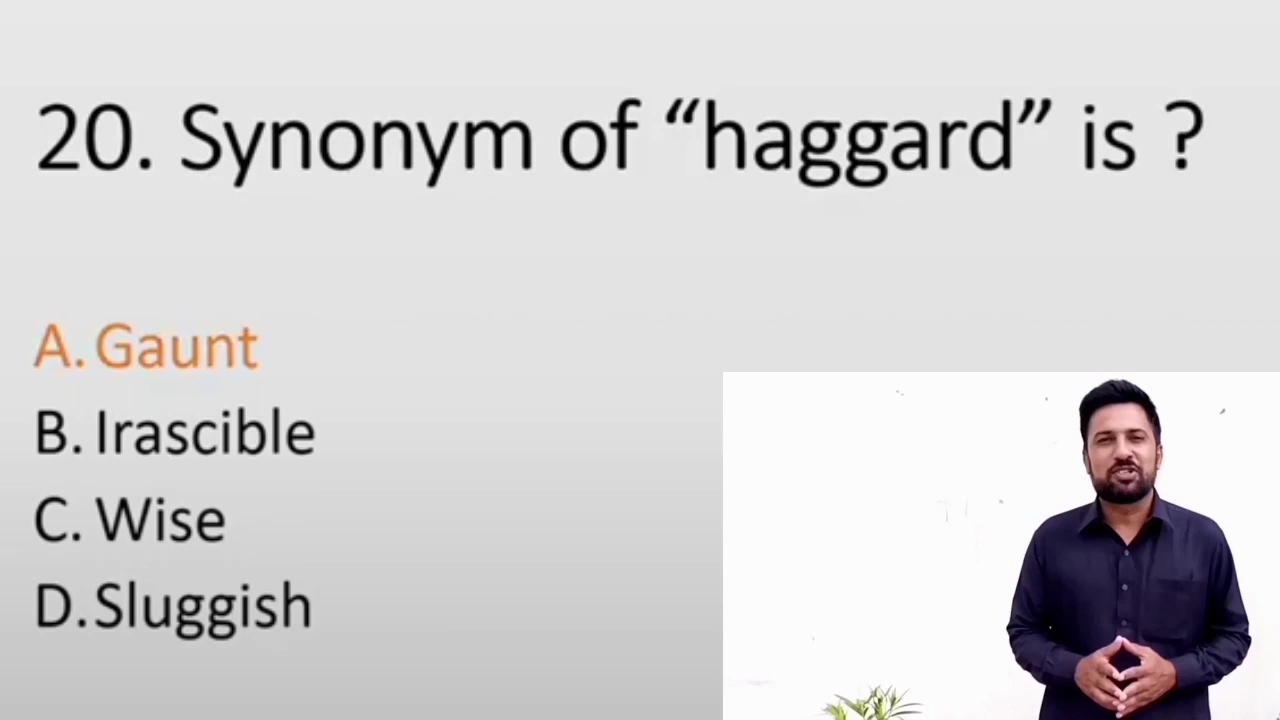 20. Synonym of “haggard” is ?
A. Gaunt
B. Irascible
C. Wise
D. Sluggish